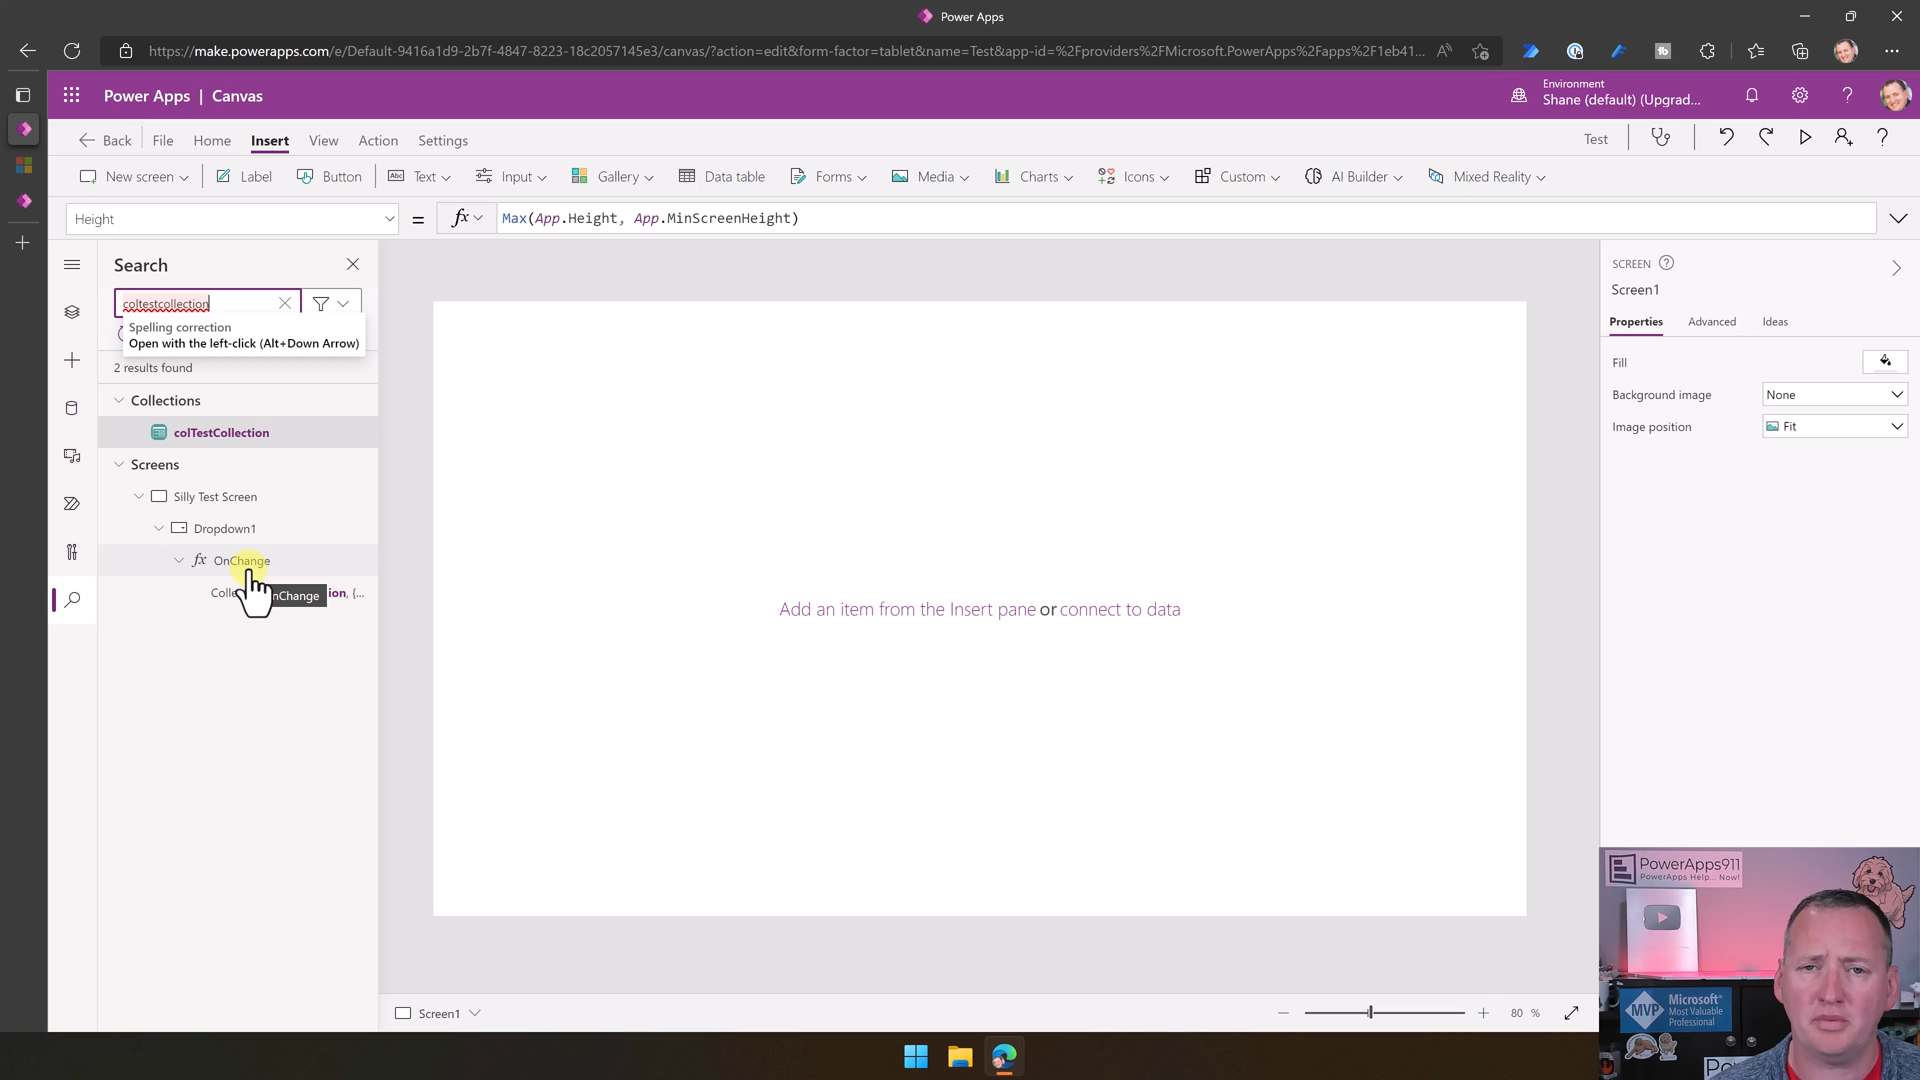 Power Apps
https://make.powerapps.com/e/Default-9416a1d9-2b7f-4847-8223-18c2057145e3/canvas/?action=edit&form-factor=tablet&name=Test&app-id=%2Fproviders%2FMicrosoft.PowerApps%2Fapps%2F1eb41...
Power Apps | Canvas
Environment
Shane (default) (Upgrad...
Back File Home Insert View Action Settings
Test
New screen Label Button Text Input Gallery Data table Forms Media Charts Icons Custom AI Builder Mixed Reality
Height = fx Max(App.Height, App.MinScreenHeight)
Search
coltestcollection
Spelling correction
Open with the left-click (Alt+Down Arrow)
2 results found
Collections
colTestCollection
Screens
Silly Test Screen
Dropdown1
fx OnChange
Colle
nChange
ion, {...
Add an item from the Insert pane or connect to data
SCREEN
Screen1
Properties Advanced Ideas
Fill
Background image None
Image position Fit
Screen1
80 %
PowerApps911
PowerApps Help... Now!
MVP
Microsoft
Most Valuable
Professional